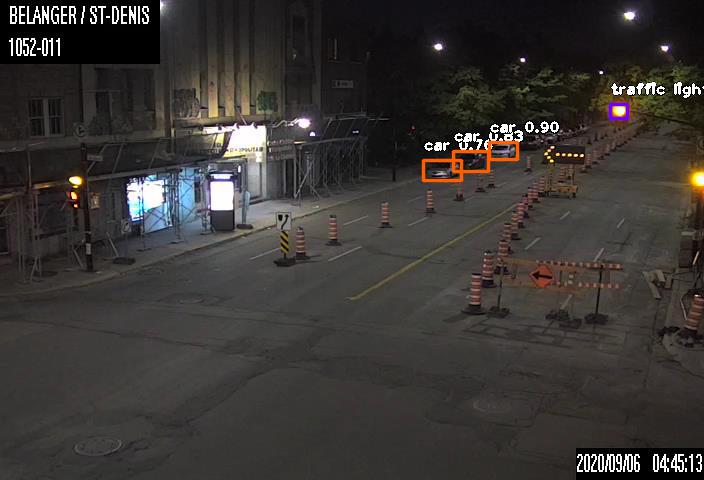 BELANGER / ST-DENIS
1052-011
traffic ligh
car 0.90
car 0.83
car 0.76
2020/09/06 04:45:13